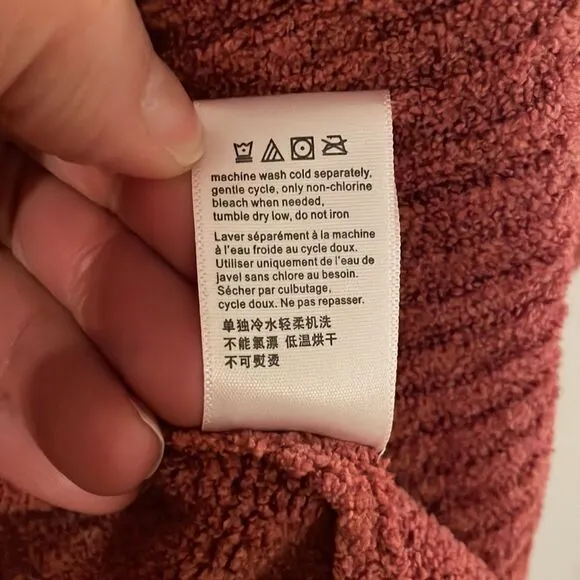 machine wash cold separately,
gentle cycle, only non-chlorine
bleach when needed,
tumble dry low, do not iron
Laver séparément à la machine
à l'eau froide au cycle doux.
Utiliser uniquement de l'eau de
javel sans chlore au besoin.
Sécher par culbutage,
cycle doux. Ne pas repasser.
单独冷水轻柔机洗
不能氯漂 低温烘干
不可熨烫